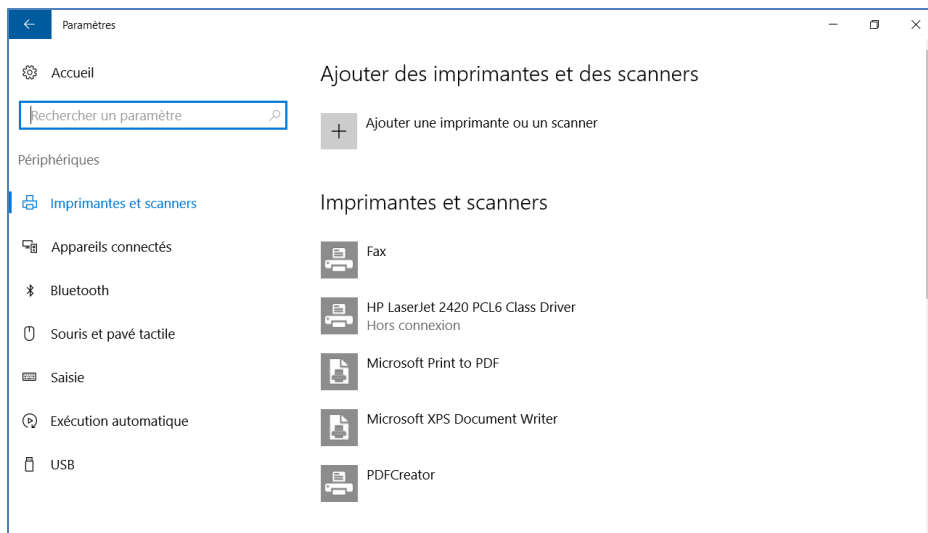 Paramètres
Accueil
Rechercher un paramètre
Périphériques
Imprimantes et scanners
Appareils connectés
Bluetooth
Souris et pavé tactile
Saisie
Exécution automatique
USB
Ajouter des imprimantes et des scanners
Ajouter une imprimante ou un scanner
Imprimantes et scanners
Fax
HP LaserJet 2420 PCL6 Class Driver
Hors connexion
Microsoft Print to PDF
Microsoft XPS Document Writer
PDFCreator